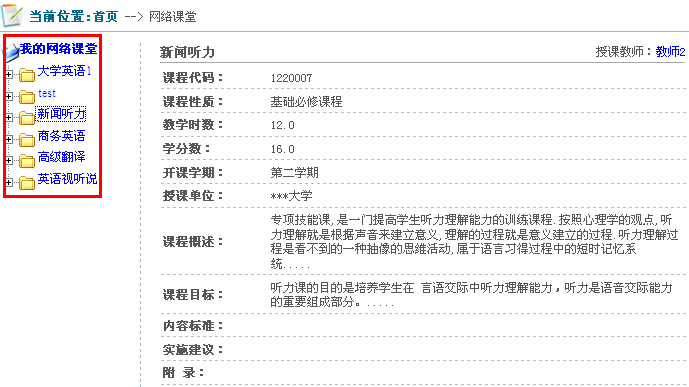 当前位置:首页 --> 网络课堂
我的网络课堂
大学英语1
test
新闻听力
商务英语
高级翻译
英语视听说
新闻听力 授课教师：教师2
课程代码： 1220007
课程性质： 基础必修课程
教学时数： 12.0
学分数： 16.0
开课学期： 第二学期
授课单位： ***大学
课程概述： 专项技能课,是一门提高学生听力理解能力的训练课程.按照心理学的观点,听
力理解就是根据声音来建立意义,理解的过程就是意义建立的过程.听力理解过
程是看不到的一种抽像的思维活动,属于语言习得过程中的短时记忆系
统.....
课程目标： 听力课的目的是培养学生在 言语交际中听力理解能力，听力是语音交际能力
的重要组成部分。.....
内容标准：
实施建议：
附 录：